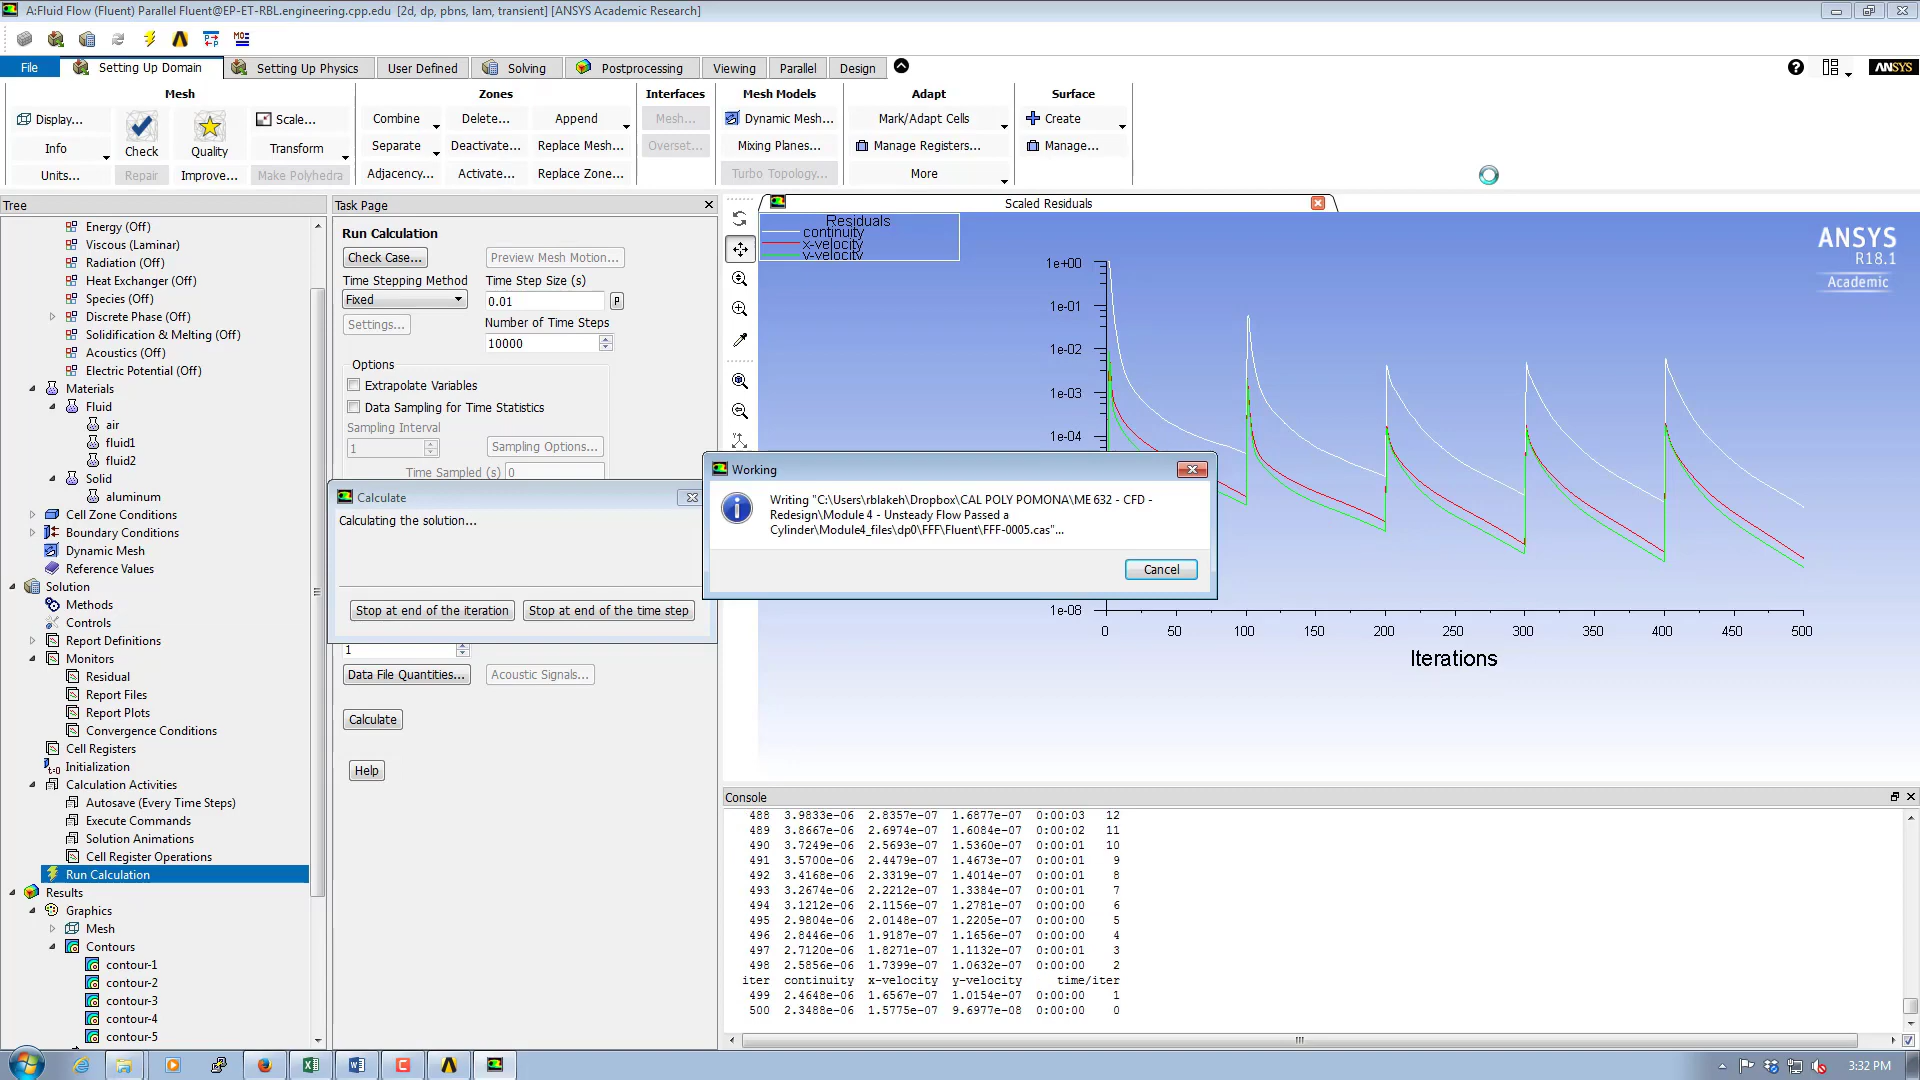 A:Fluid Flow (Fluent) Parallel Fluent@EP-ET-RBL.engineering.cpp.edu [2d, dp, pbns, lam, transient] [ANSYS Academic Research]
File
Setting Up Domain
Setting Up Physics
User Defined
Solving
Postprocessing
Viewing
Parallel
Design
ANSYS
Mesh
Zones
Interfaces
Mesh Models
Adapt
Surface
Display...
Info
Units...
Check
Repair
Quality
Improve...
Scale...
Transform
Make Polyhedra
Combine
Separate
Adjacency...
Delete...
Deactivate...
Activate...
Append
Replace Mesh...
Replace Zone...
Mesh...
Overset...
Dynamic Mesh...
Mixing Planes...
Turbo Topology...
Mark/Adapt Cells
Manage Registers...
More
Create
Manage...
Tree
Energy (Off)
Viscous (Laminar)
Radiation (Off)
Heat Exchanger (Off)
Species (Off)
Discrete Phase (Off)
Solidification & Melting (Off)
Acoustics (Off)
Electric Potential (Off)
Materials
Fluid
air
fluid1
fluid2
Solid
aluminum
Cell Zone Conditions
Boundary Conditions
Dynamic Mesh
Reference Values
Solution
Methods
Controls
Report Definitions
Monitors
Residual
Report Files
Report Plots
Convergence Conditions
Cell Registers
Initialization
Calculation Activities
Autosave (Every Time Steps)
Execute Commands
Solution Animations
Cell Register Operations
Run Calculation
Results
Graphics
Mesh
Contours
contour-1
contour-2
contour-3
contour-4
contour-5
Task Page
Run Calculation
Check Case...
Preview Mesh Motion...
Time Stepping Method
Time Step Size (s)
Fixed
0.01
P
Settings...
Number of Time Steps
10000
Options
Extrapolate Variables
Data Sampling for Time Statistics
Sampling Interval
1
Sampling Options...
Time Sampled (s) 0
Calculate
Calculating the solution...
Stop at end of the iteration
Stop at end of the time step
1
Data File Quantities...
Acoustic Signals...
Calculate
Help
Working
Writing "C:\Users\rblakeh\Dropbox\CAL POLY POMONA\ME 632 - CFD -
Redesign\Module 4 - Unsteady Flow Passed a
Cylinder\Module4_files\dp0\FFF\Fluent\FFF-0005.cas"...
Cancel
Scaled Residuals
Residuals
continuity
x-velocity
y-velocity
ANSYS
R18.1
Academic
1e+00
1e-01
1e-02
1e-03
1e-04
1e-08
0 50 100 150 200 250 300 350 400 450 500
Iterations
Console
488 3.9833e-06 2.8357e-07 1.6877e-07 0:00:03 12
489 3.8667e-06 2.6974e-07 1.6084e-07 0:00:02 11
490 3.7249e-06 2.5693e-07 1.5360e-07 0:00:01 10
491 3.5700e-06 2.4479e-07 1.4673e-07 0:00:01 9
492 3.4168e-06 2.3319e-07 1.4014e-07 0:00:01 8
493 3.2674e-06 2.2212e-07 1.3384e-07 0:00:01 7
494 3.1212e-06 2.1156e-07 1.2781e-07 0:00:00 6
495 2.9804e-06 2.0148e-07 1.2205e-07 0:00:00 5
496 2.8446e-06 1.9187e-07 1.1656e-07 0:00:00 4
497 2.7120e-06 1.8271e-07 1.1132e-07 0:00:01 3
498 2.5856e-06 1.7399e-07 1.0632e-07 0:00:00 2
iter continuity x-velocity y-velocity time/iter
499 2.4648e-06 1.6567e-07 1.0154e-07 0:00:00 1
500 2.3488e-06 1.5775e-07 9.6977e-08 0:00:00 0
3:32 PM